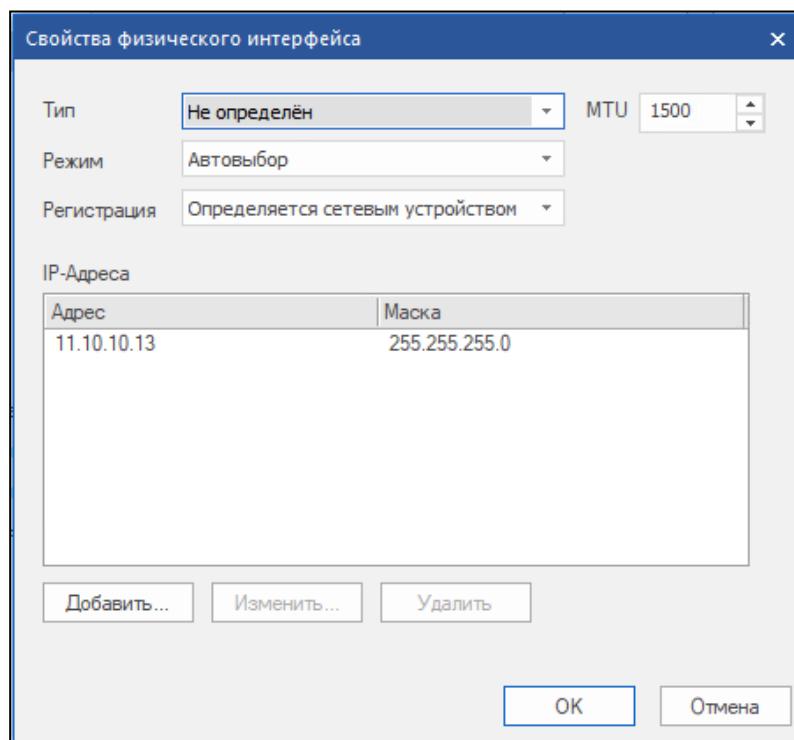 Свойства физического интерфейса
Тип Не определён MTU 1500
Режим Автовыбор
Регистрация Определяется сетевым устройством
IP-Адреса
Адрес Маска
11.10.10.13 255.255.255.0
Добавить... Изменить... Удалить
OK Отмена